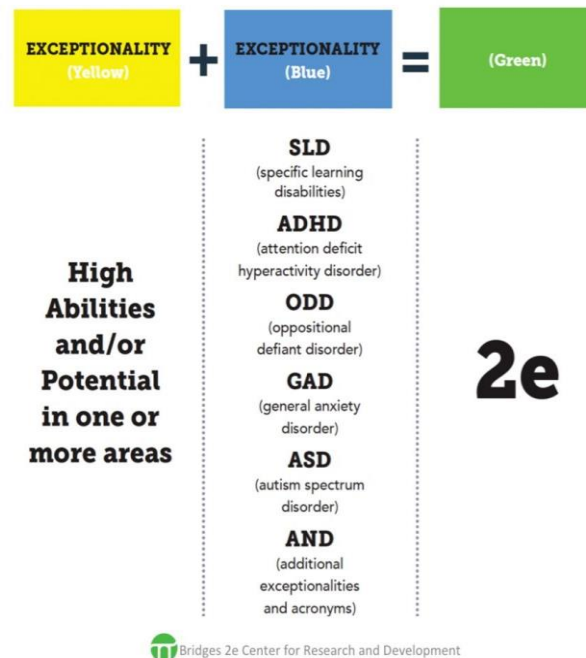 EXCEPTIONALITY
(Yellow)
+
EXCEPTIONALITY
(Blue)
=
(Green)
High
Abilities
and/or
Potential
in one or
more areas
SLD
(specific learning
disabilities)
ADHD
(attention deficit
hyperactivity disorder)
ODD
(oppositional
defiant disorder)
GAD
(general anxiety
disorder)
ASD
(autism spectrum
disorder)
AND
(additional
exceptionalities
and acronyms)
2e
Bridges 2e Center for Research and Development